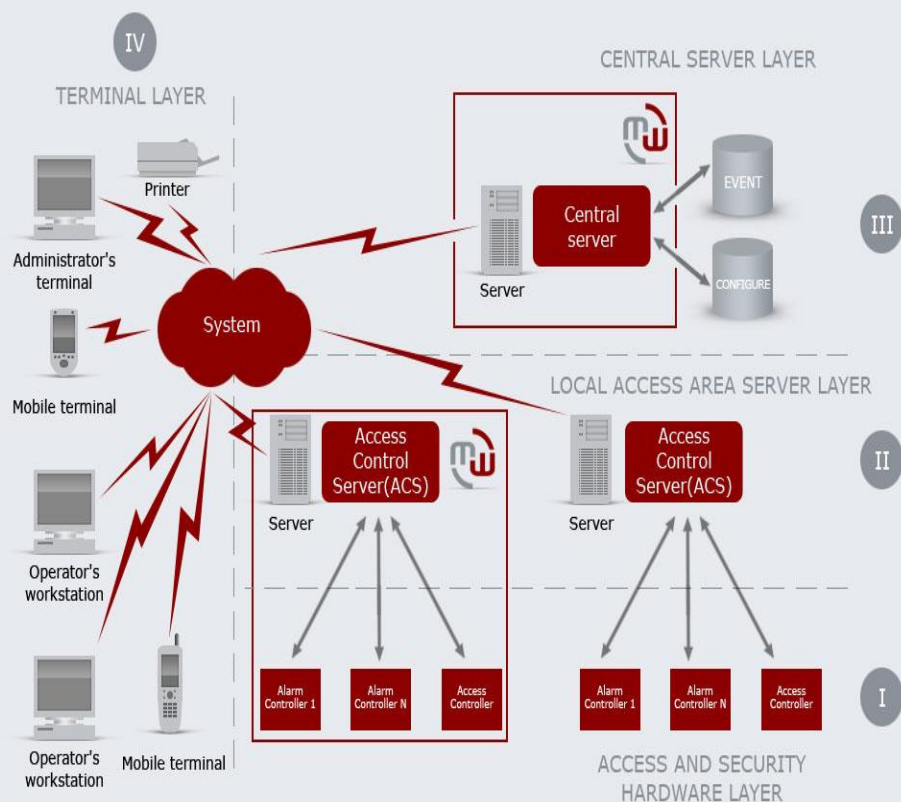 IV
TERMINAL LAYER
Printer
Administrator's
terminal
Mobile terminal
Operator's
workstation
Operator's
workstation
Mobile terminal
System
CENTRAL SERVER LAYER
mw
Server
Central
server
EVENT
CONFIGURE
III
LOCAL ACCESS AREA SERVER LAYER
Server
Access
Control
Server(ACS)
mw
Server
Access
Control
Server(ACS)
II
Alarm
Controller 1
Alarm
Controller N
Access
Controller
Alarm
Controller 1
Alarm
Controller N
Access
Controller
I
ACCESS AND SECURITY
HARDWARE LAYER